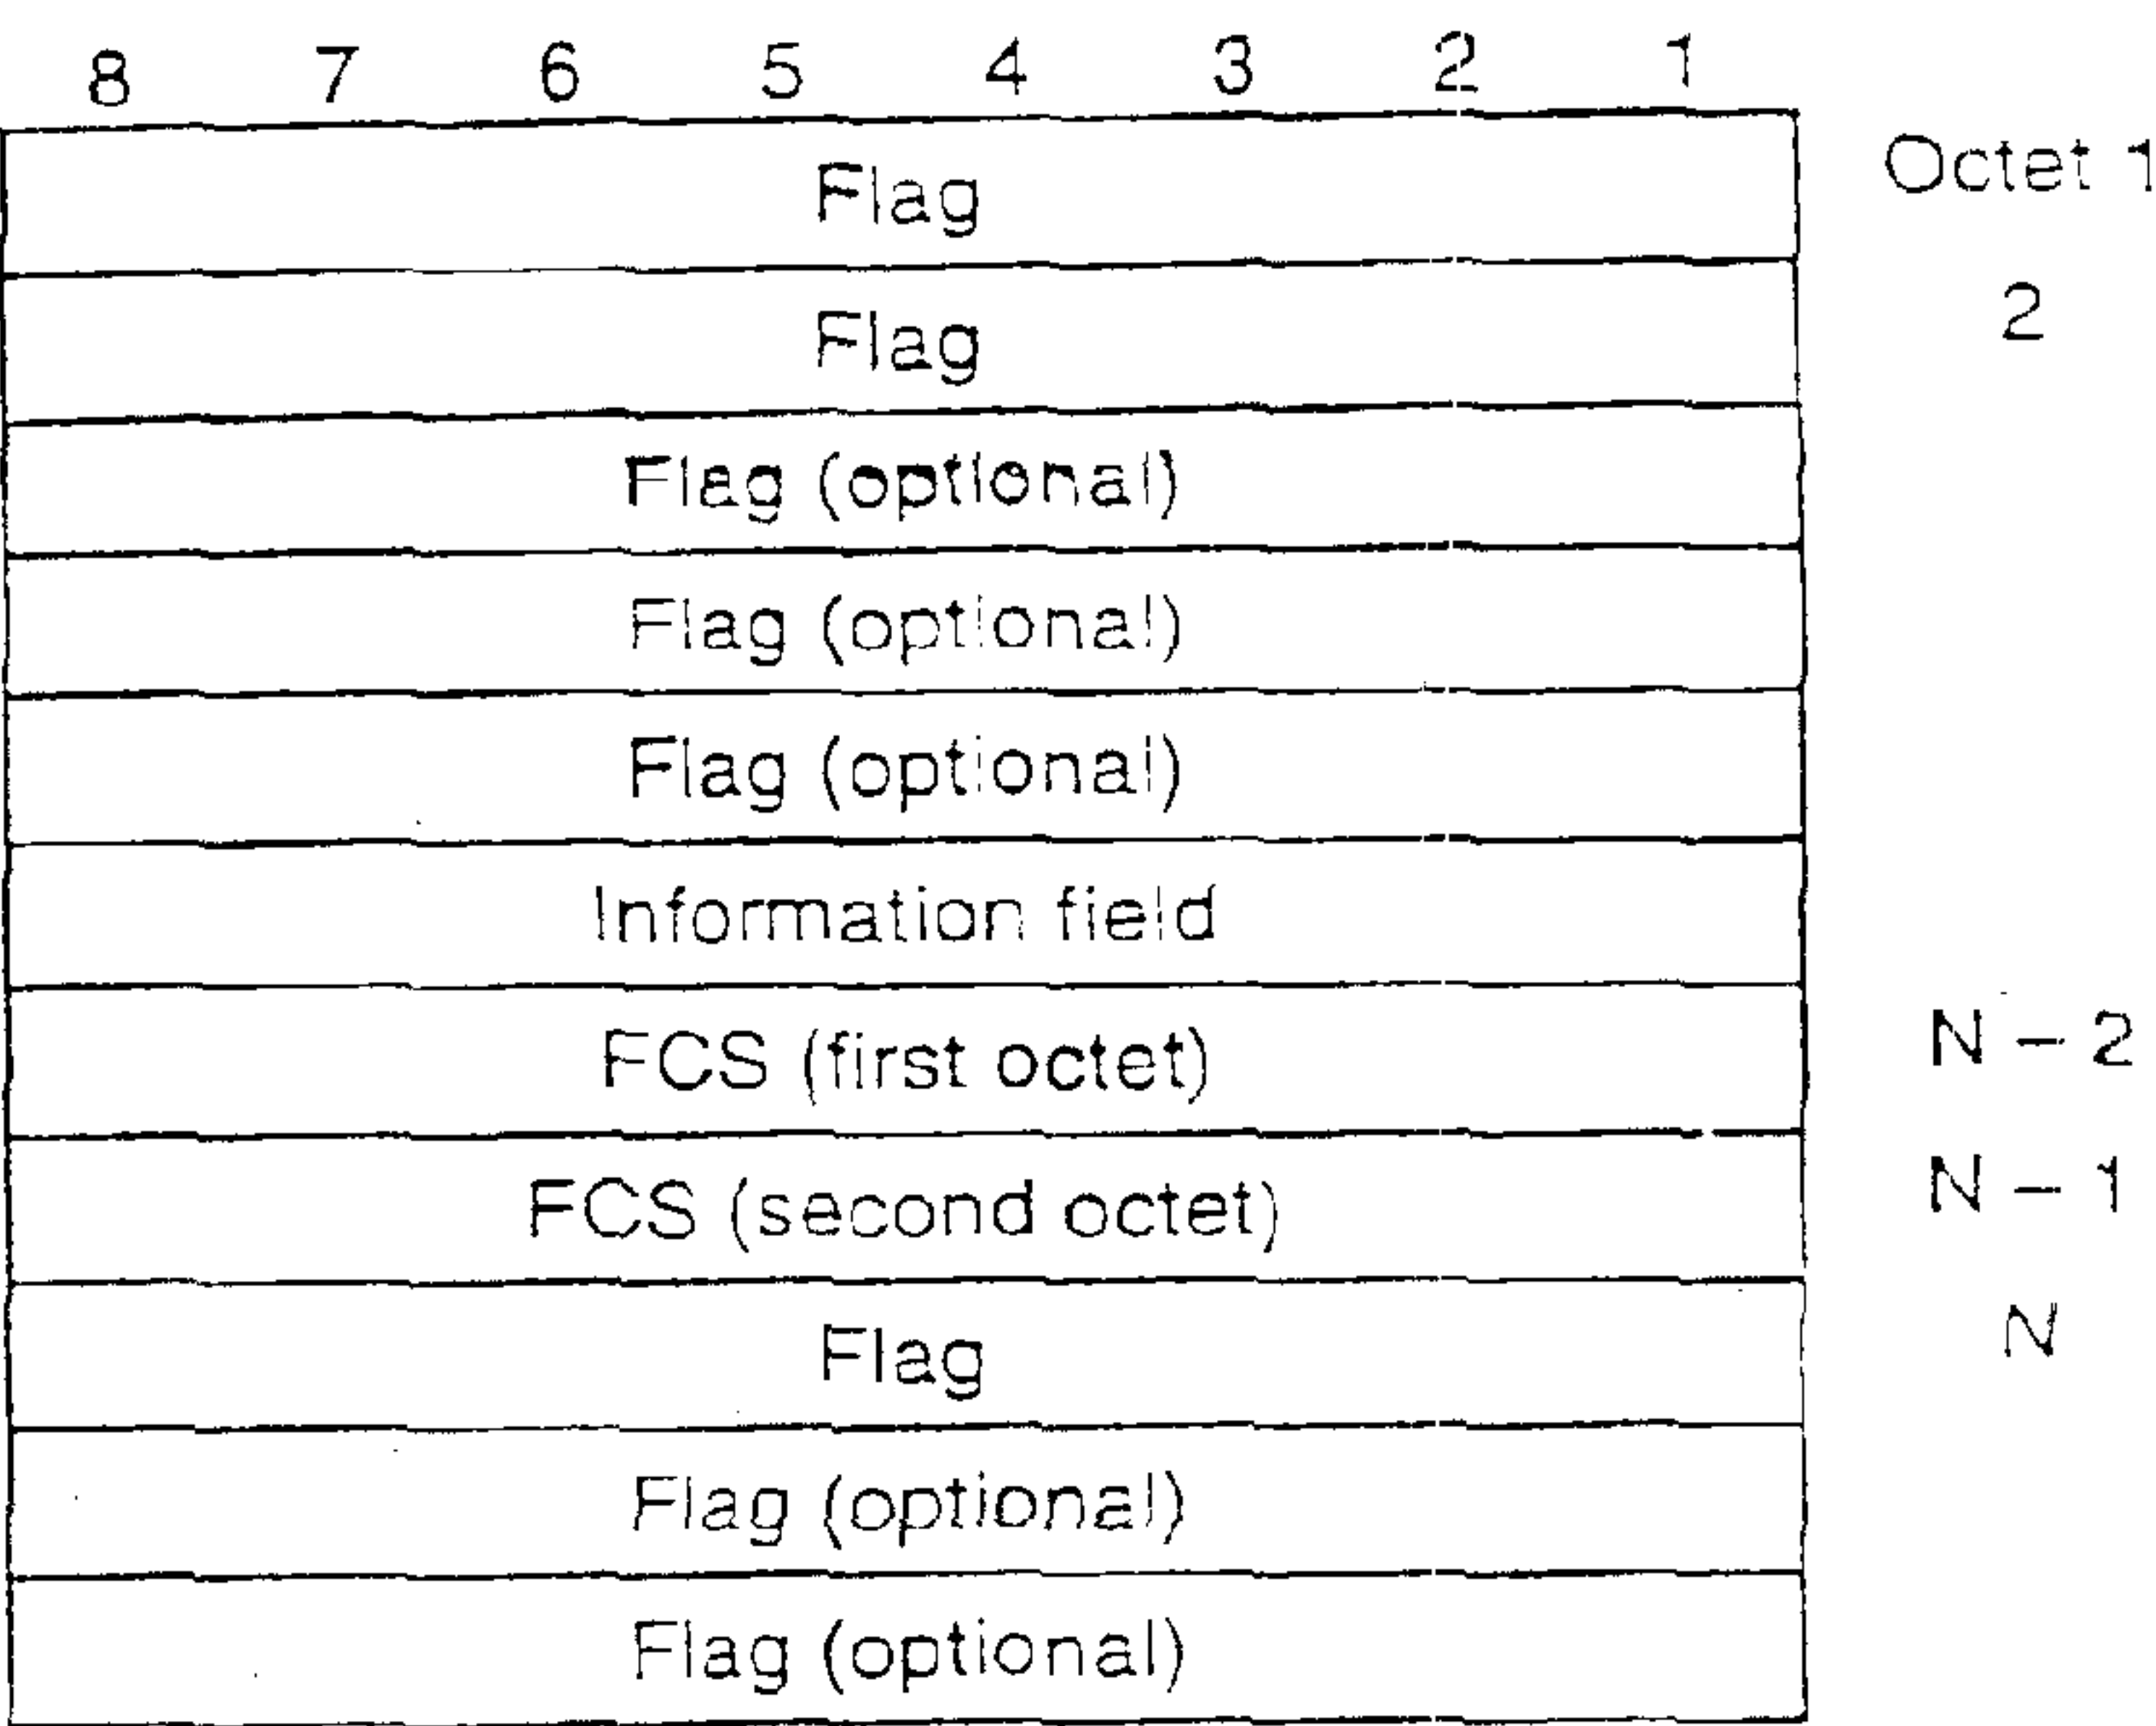 8 7 6 5 4 3 2 1
Flag Octet 1
Flag 2
Flag (optional)
Flag (optional)
Flag (optional)
Information field
FCS (first octet) N – 2
FCS (second octet) N – 1
Flag N
Flag (optional)
Flag (optional)